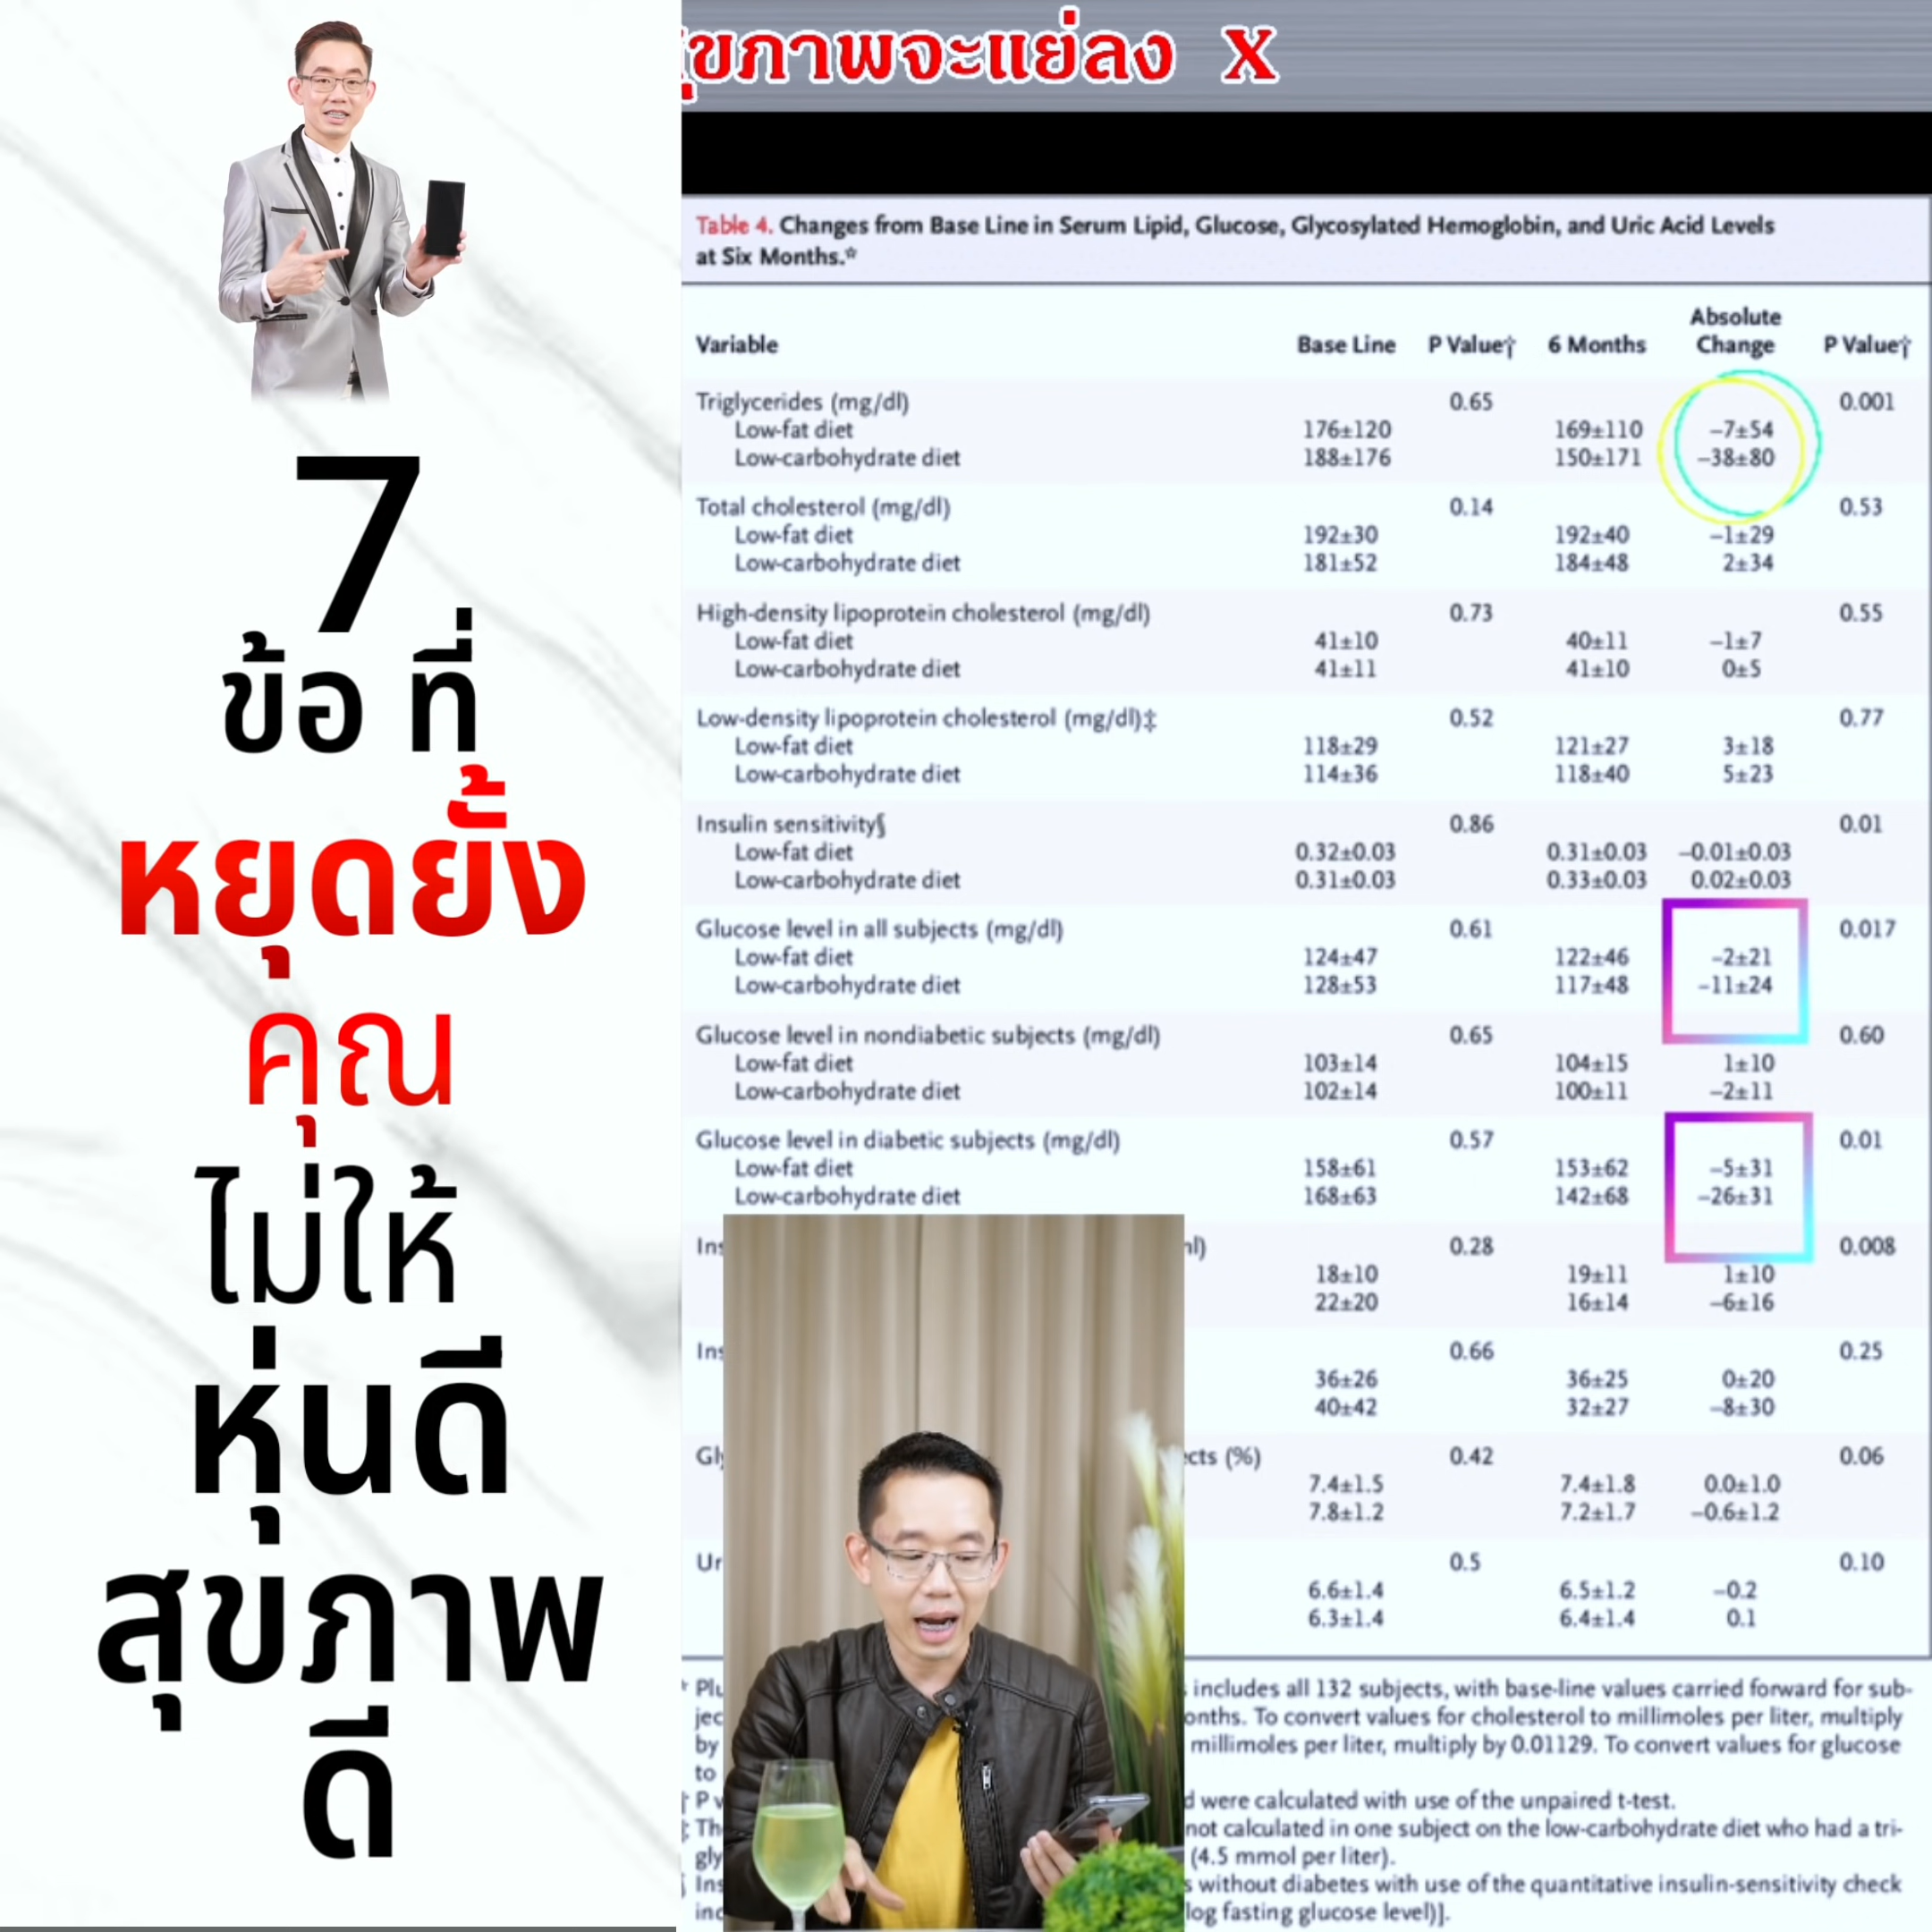 7
ข้อ ที่
หยุดยั้ง
คุณ
ไม่ให้
หุ่นดี
สุขภาพ
ดี
สุขภาพจะแย่ลง X
Table 4. Changes from Base Line in Serum Lipid, Glucose, Glycosylated Hemoglobin, and Uric Acid Levels
at Six Months.*
Variable Base Line P Value† 6 Months Absolute Change P Value†
Triglycerides (mg/dl) 0.65 0.001
Low-fat diet 176±120 169±110 –7±54
Low-carbohydrate diet 188±176 150±171 –38±80
Total cholesterol (mg/dl) 0.14 0.53
Low-fat diet 192±30 192±40 –1±29
Low-carbohydrate diet 181±52 184±48 2±34
High-density lipoprotein cholesterol (mg/dl) 0.73 0.55
Low-fat diet 41±10 40±11 –1±7
Low-carbohydrate diet 41±11 41±10 0±5
Low-density lipoprotein cholesterol (mg/dl)‡ 0.52 0.77
Low-fat diet 118±29 121±27 3±18
Low-carbohydrate diet 114±36 118±40 5±23
Insulin sensitivity§ 0.86 0.01
Low-fat diet 0.32±0.03 0.31±0.03 –0.01±0.03
Low-carbohydrate diet 0.31±0.03 0.33±0.03 0.02±0.03
Glucose level in all subjects (mg/dl) 0.61 0.017
Low-fat diet 124±47 122±46 –2±21
Low-carbohydrate diet 128±53 117±48 –11±24
Glucose level in nondiabetic subjects (mg/dl) 0.65 0.60
Low-fat diet 103±14 104±15 1±10
Low-carbohydrate diet 102±14 100±11 –2±11
Glucose level in diabetic subjects (mg/dl) 0.57 0.01
Low-fat diet 158±61 153±62 –5±31
Low-carbohydrate diet 168±63 142±68 –26±31
0.28 0.008
18±10 19±11 1±10
22±20 16±14 –6±16
0.66 0.25
36±26 36±25 0±20
40±42 32±27 –8±30
(%) 0.42 0.06
7.4±1.5 7.4±1.8 0.0±1.0
7.8±1.2 7.2±1.7 –0.6±1.2
0.5 0.10
6.6±1.4 6.5±1.2 –0.2
6.3±1.4 6.4±1.4 0.1
includes all 132 subjects, with base-line values carried forward for sub-
To convert values for cholesterol to millimoles per liter, multiply
by millimoles per liter, multiply by 0.01129. To convert values for glucose
to
P were calculated with use of the unpaired t-test.
not calculated in one subject on the low-carbohydrate diet who had a tri-
(4.5 mmol per liter).
without diabetes with use of the quantitative insulin-sensitivity check
log fasting glucose level)].